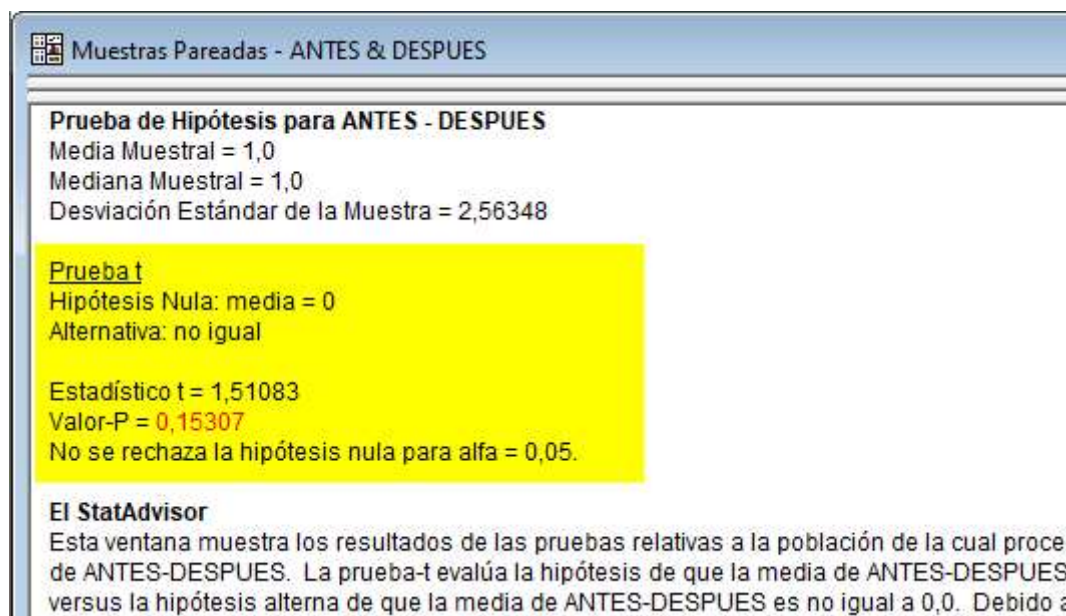 Muestras Pareadas - ANTES & DESPUES
Prueba de Hipótesis para ANTES - DESPUES
Media Muestral = 1,0
Mediana Muestral = 1,0
Desviación Estándar de la Muestra = 2,56348
Prueba t
Hipótesis Nula: media = 0
Alternativa: no igual
Estadístico t = 1,51083
Valor-P = 0,15307
No se rechaza la hipótesis nula para alfa = 0,05.
El StatAdvisor
Esta ventana muestra los resultados de las pruebas relativas a la población de la cual proce
de ANTES-DESPUES. La prueba-t evalúa la hipótesis de que la media de ANTES-DESPUES
versus la hipótesis alterna de que la media de ANTES-DESPUES es no igual a 0,0. Debido a